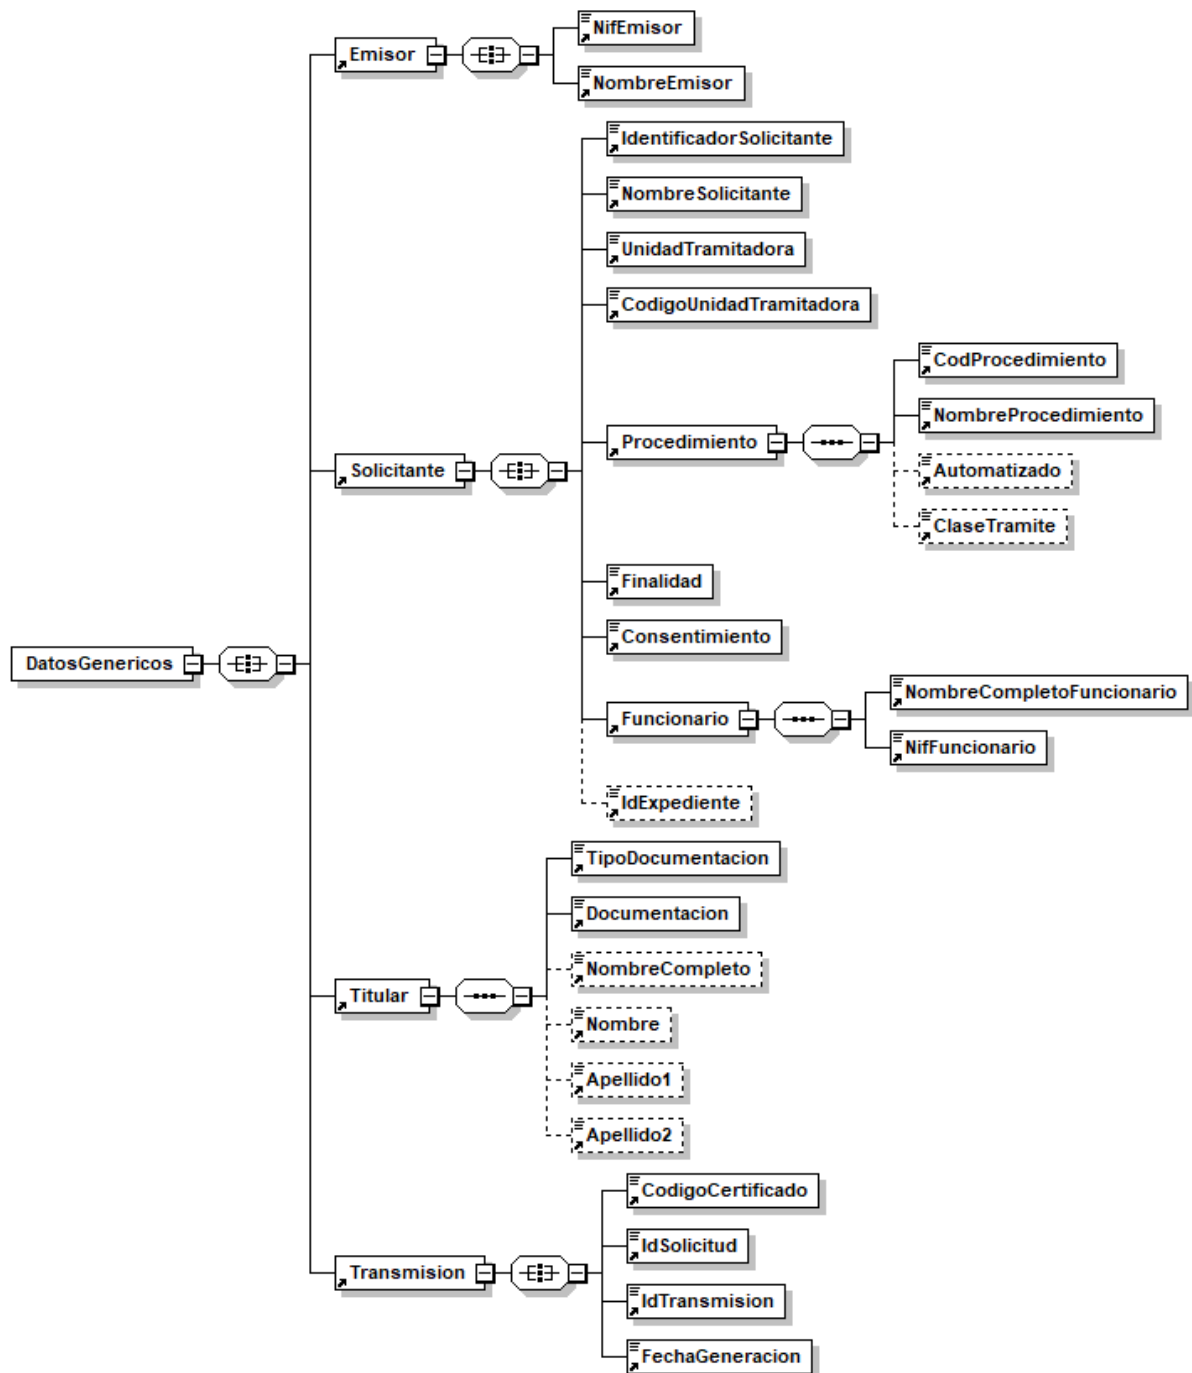 DatosGenericos
Emisor
NifEmisor
NombreEmisor
Solicitante
IdentificadorSolicitante
NombreSolicitante
UnidadTramitadora
CodigoUnidadTramitadora
Procedimiento
CodProcedimiento
NombreProcedimiento
Automatizado
ClaseTramite
Finalidad
Consentimiento
Funcionario
NombreCompletoFuncionario
NifFuncionario
IdExpediente
Titular
TipoDocumentacion
Documentacion
NombreCompleto
Nombre
Apellido1
Apellido2
Transmision
CodigoCertificado
IdSolicitud
IdTransmision
FechaGeneracion